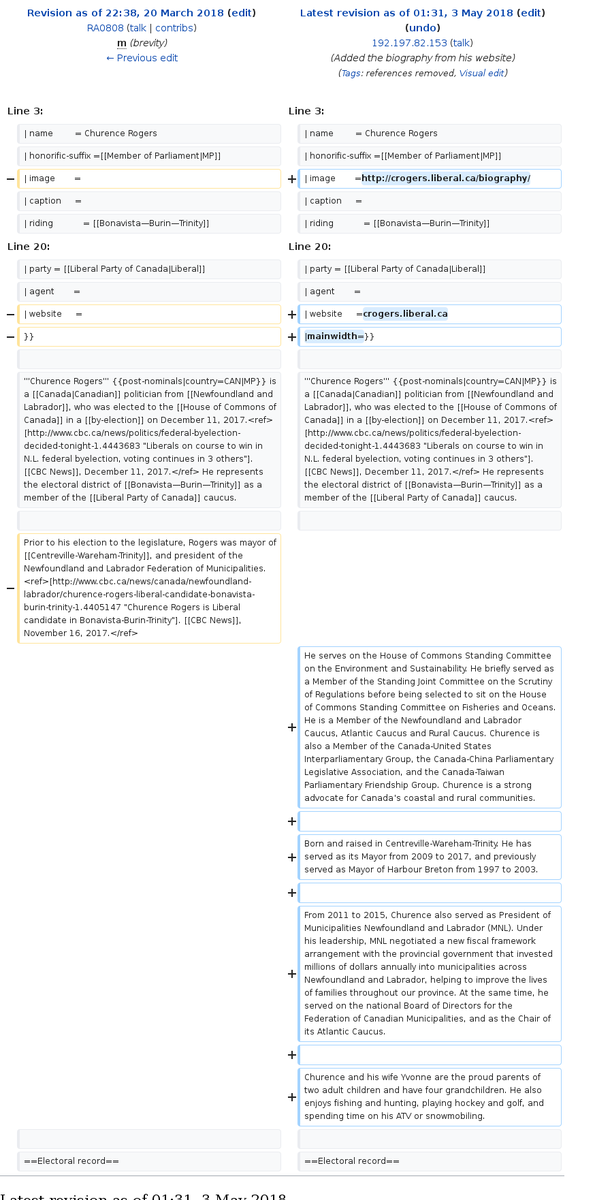 Revision as of 22:38, 20 March 2018 (edit)
RA0808 (talk | contribs)
m (brevity)
← Previous edit
Latest revision as of 01:31, 3 May 2018 (edit)
(undo)
192.197.82.153 (talk)
(Added the biography from his website)
(Tags: references removed, Visual edit)
Line 3:
Line 3:
| name = Churence Rogers
| name = Churence Rogers
| honorific-suffix =[[Member of Parliament|MP]]
| honorific-suffix =[[Member of Parliament|MP]]
− | image =
+ | image =http://crogers.liberal.ca/biography/
| caption =
| caption =
| riding = [[Bonavista—Burin—Trinity]]
| riding = [[Bonavista—Burin—Trinity]]
Line 20:
Line 20:
| party = [[Liberal Party of Canada|Liberal]]
| party = [[Liberal Party of Canada|Liberal]]
| agent =
| agent =
− | website =
+ | website =crogers.liberal.ca
− }}
+ |mainwidth=}}
'''Churence Rogers''' {{post-nominals|country=CAN|MP}} is
a [[Canada|Canadian]] politician from [[Newfoundland and
Labrador]], who was elected to the [[House of Commons of
Canada]] in a [[by-election]] on December 11, 2017.<ref>
[http://www.cbc.ca/news/politics/federal-byelection-
decided-tonight-1.4443683 "Liberals on course to win in
N.L. federal byelection, voting continues in 3 others"].
[[CBC News]], December 11, 2017.</ref> He represents
the electoral district of [[Bonavista—Burin—Trinity]] as a
member of the [[Liberal Party of Canada]] caucus.
'''Churence Rogers''' {{post-nominals|country=CAN|MP}} is
a [[Canada|Canadian]] politician from [[Newfoundland and
Labrador]], who was elected to the [[House of Commons of
Canada]] in a [[by-election]] on December 11, 2017.<ref>
[http://www.cbc.ca/news/politics/federal-byelection-
decided-tonight-1.4443683 "Liberals on course to win in
N.L. federal byelection, voting continues in 3 others"].
[[CBC News]], December 11, 2017.</ref> He represents
the electoral district of [[Bonavista—Burin—Trinity]] as a
member of the [[Liberal Party of Canada]] caucus.
− Prior to his election to the legislature, Rogers was mayor of
[[Centreville-Wareham-Trinity]], and president of the
Newfoundland and Labrador Federation of Municipalities.
<ref>[http://www.cbc.ca/news/canada/newfoundland-
labrador/churence-rogers-liberal-candidate-bonavista-
burin-trinity-1.4405147 "Churence Rogers is Liberal
candidate in Bonavista-Burin-Trinity"]. [[CBC News]],
November 16, 2017.</ref>
+ He serves on the House of Commons Standing Committee
on the Environment and Sustainability. He briefly served as
a Member of the Standing Joint Committee on the Scrutiny
of Regulations before being selected to sit on the House
of Commons Standing Committee on Fisheries and Oceans.
He is a Member of the Newfoundland and Labrador
Caucus, Atlantic Caucus and Rural Caucus. Churence is
also a Member of the Canada-United States
Interparliamentary Group, the Canada-China Parliamentary
Legislative Association, and the Canada-Taiwan
Parliamentary Friendship Group. Churence is a strong
advocate for Canada's coastal and rural communities.
+
+ Born and raised in Centreville-Wareham-Trinity. He has
served as its Mayor from 2009 to 2017, and previously
served as Mayor of Harbour Breton from 1997 to 2003.
+
+ From 2011 to 2015, Churence also served as President of
Municipalities Newfoundland and Labrador (MNL). Under
his leadership, MNL negotiated a new fiscal framework
arrangement with the provincial government that invested
millions of dollars annually into municipalities across
Newfoundland and Labrador, helping to improve the lives
of families throughout our province. At the same time, he
served on the national Board of Directors for the
Federation of Canadian Municipalities, and as the Chair of
its Atlantic Caucus.
+
+ Churence and his wife Yvonne are the proud parents of
two adult children and have four grandchildren. He also
enjoys fishing and hunting, playing hockey and golf, and
spending time on his ATV or snowmobiling.
==Electoral record==
==Electoral record==
Latest revision as of 01:31, 3 May 2018